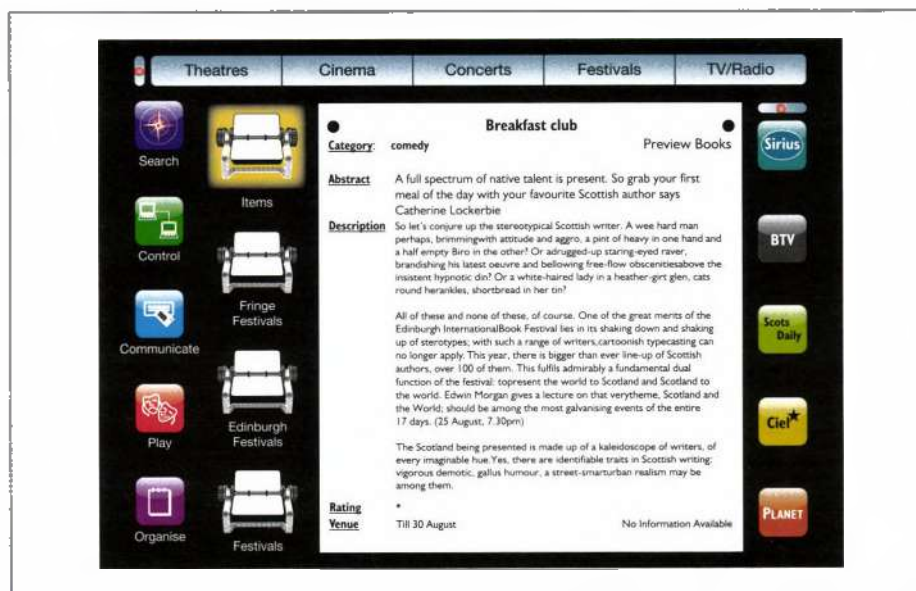 Theatres
Cinema
Concerts
Festivals
TV/Radio
Search
Control
Communicate
Play
Organise
Items
Fringe
Festivals
Edinburgh
Festivals
Festivals
Breakfast club
Category: comedy
Preview Books
Abstract A full spectrum of native talent is present. So grab your first
meal of the day with your favourite Scottish author says
Catherine Lockerbie
Description So let's conjure up the stereotypical Scottish writer. A wee hard man
perhaps, brimmingwith attitude and aggro, a pint of heavy in one hand and
a half empty Biro in the other? Or adrugged-up staring-eyed raver,
brandishing his latest oeuvre and bellowing free-flow obscenitiesabove the
insistent hypnotic din? Or a white-haired lady in a heather-girt glen, cats
round herankles, shortbread in her tin?
All of these and none of these, of course. One of the great merits of the
Edinburgh InternationalBook Festival lies in its shaking down and shaking
up of sterotypes; with such a range of writers,cartoonish typecasting can
no longer apply. This year, there is bigger than ever line-up of Scottish
authors, over 100 of them. This fulfils admirably a fundamental dual
function of the festival: topresent the world to Scotland and Scotland to
the world. Edwin Morgan gives a lecture on that verytheme, Scotland and
the World; should be among the most galvanising events of the entire
17 days. (25 August, 7.30pm)
The Scotland being presented is made up of a kaleidoscope of writers, of
every imaginable hue.Yes, there are identifiable traits in Scottish writing:
vigorous demotic, gallus humour, a street-smarturban realism may be
among them.
Rating *
Venue Till 30 August
No Information Available
Sirius
BTV
Scots
Daily
Ciel
PLANET